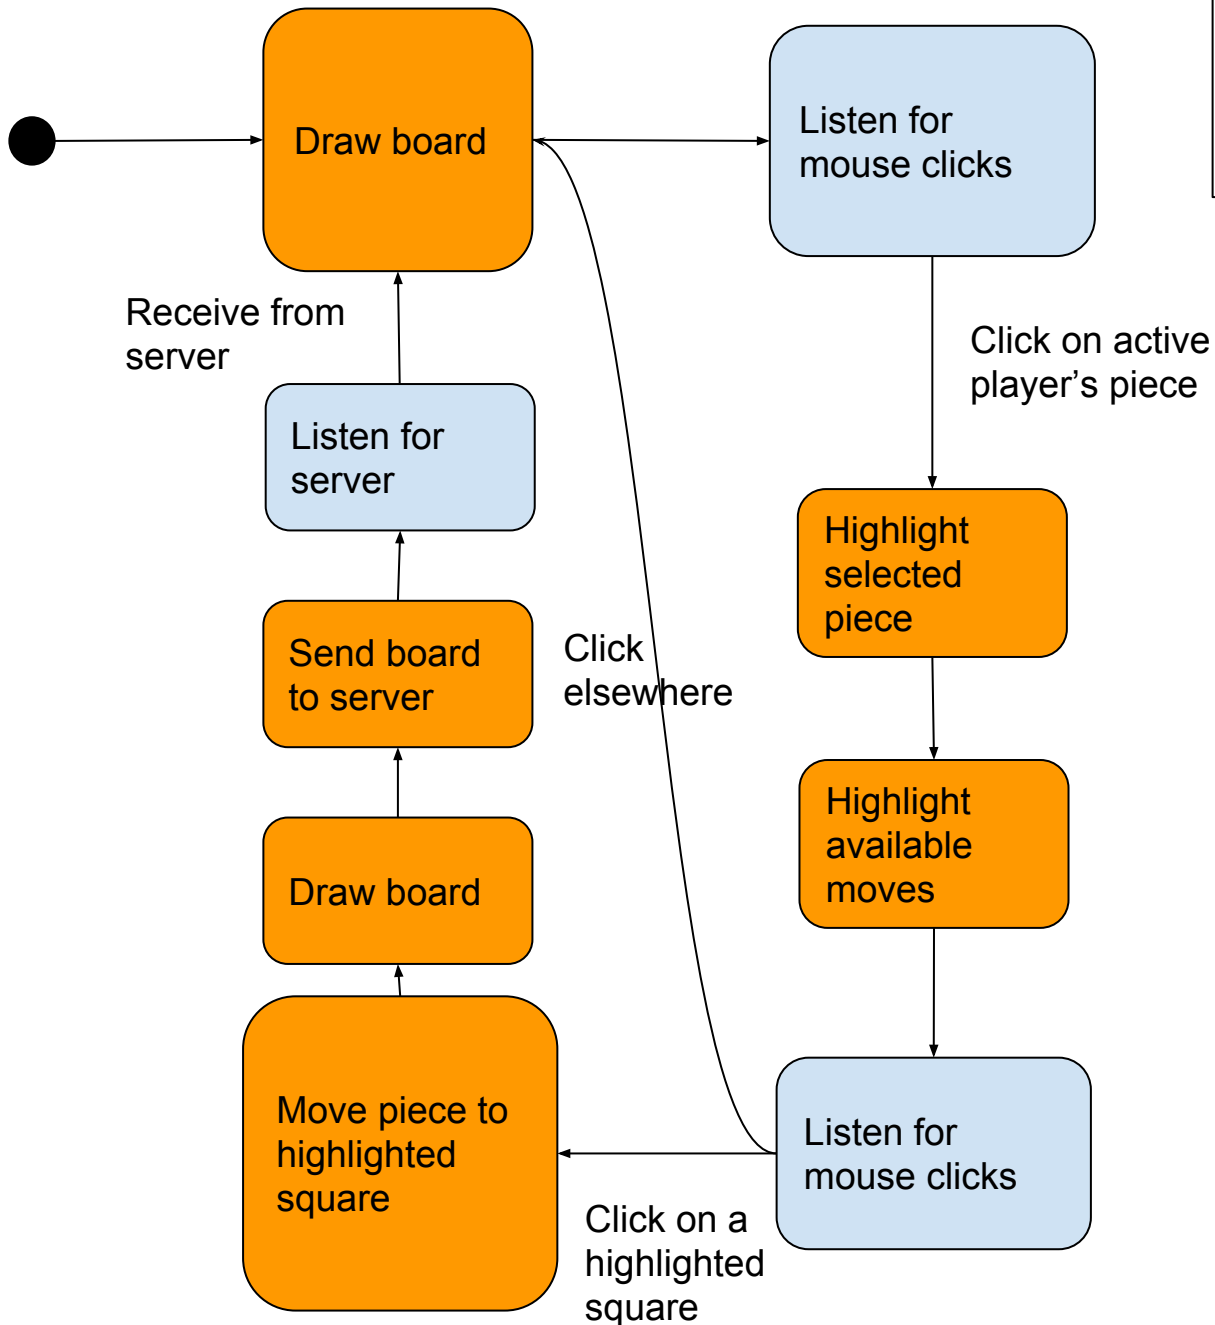 Draw board
Listen for
mouse clicks
Receive from
server
Click on active
player’s piece
Listen for
server
Highlight
selected
piece
Send board
to server
Click
elsewhere
Highlight
available
moves
Draw board
Move piece to
highlighted
square
Listen for
mouse clicks
Click on a
highlighted
square